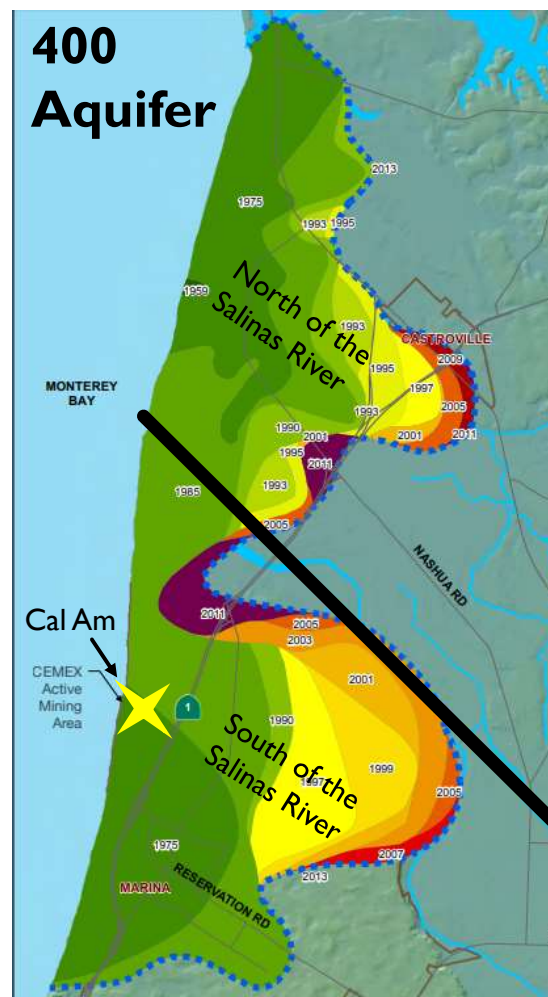 400
Aquifer
2013
1975
1993
1995
1959
North of the
Salinas River
1993
CASTROVILLE
2009
1995
1997
MONTEREY
BAY
2005
1993
1990
2001
2001
2011
1995
2011
1993
1985
2005
NASHUA RD
Cal Am
2011
2005
2003
CEMEX
Active
Mining
Area
2001
1
1990
South of the
Salinas River
1997
1999
2005
1975
2007
2013
RESERVATION RD
MARINA